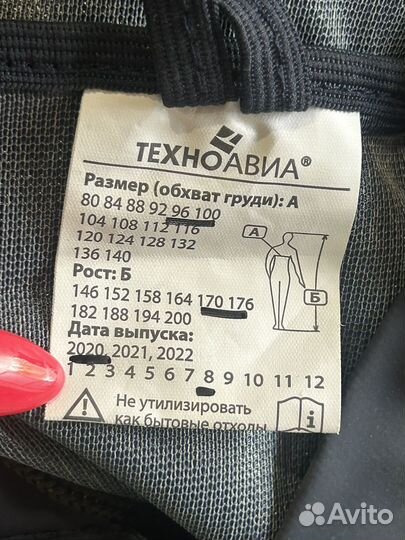 ТЕХНОАВИА®
Размер (обхват груди): А
80 84 88 92 96 100
104 108 112 116
120 124 128 132
136 140
Рост: Б
146 152 158 164 170 176
182 188 194 200
Дата выпуска:
2020, 2021, 2022
1 2 3 4 5 6 7 8 9 10 11 12
Не утилизировать
как бытовые отходы
А
Б
i
Avito